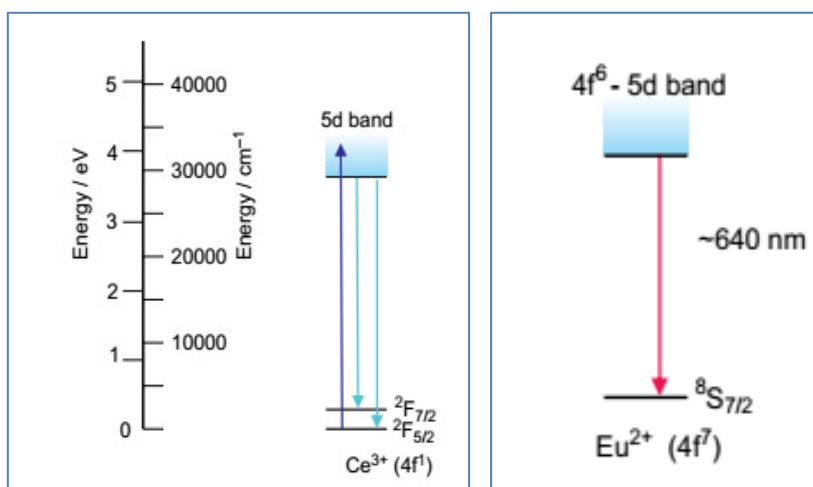 Energy / eV
5
4
3
2
1
0
Energy / cm⁻¹
40000
30000
20000
10000
5d band
²F₇/₂
²F₅/₂
Ce³⁺ (4f¹)
4f⁶ - 5d band
~640 nm
⁸S₇/₂
Eu²⁺ (4f⁷)